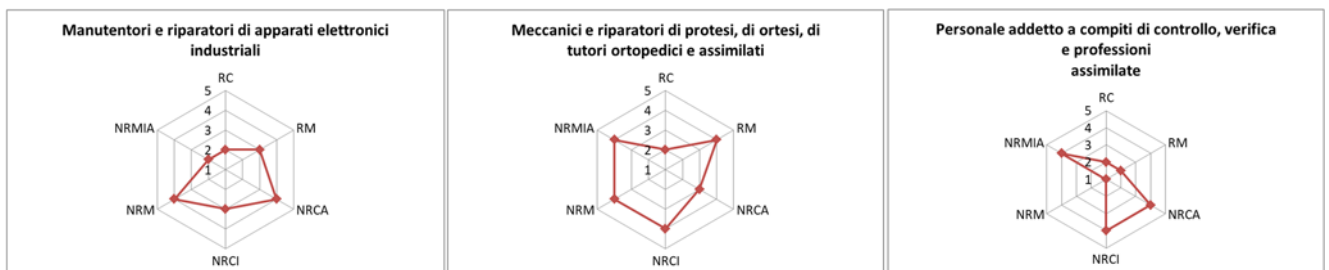 Manutentori e riparatori di apparati elettronici
industriali
RC
5
4
3
2
1
RM
NRCA
NRCI
NRM
NRMIA
Meccanici e riparatori di protesi, di ortesi, di
tutori ortopedici e assimilati
RC
5
4
3
2
1
RM
NRCA
NRCI
NRM
NRMIA
Personale addetto a compiti di controllo, verifica
e professioni
assimilate
RC
5
4
3
2
1
RM
NRCA
NRCI
NRM
NRMIA